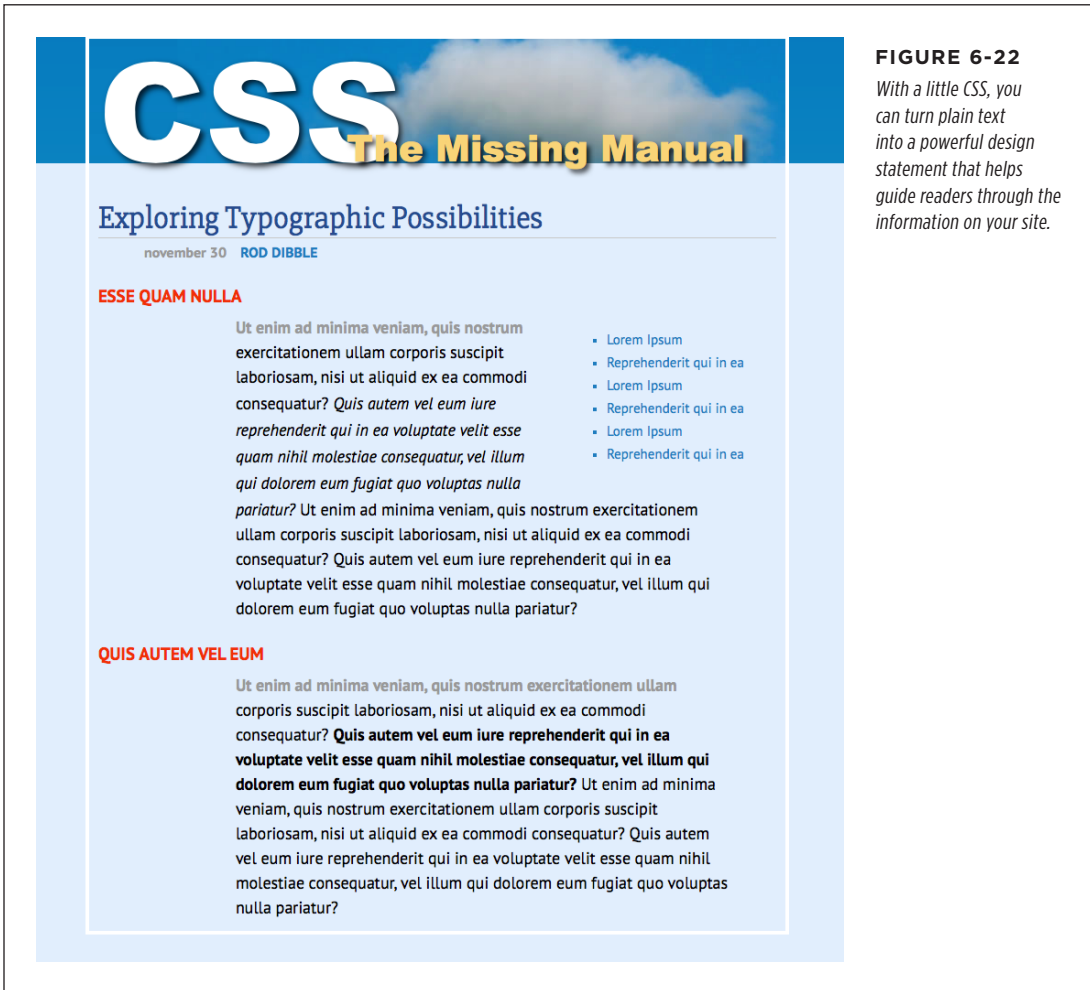 CSS
The Missing Manual
Exploring Typographic Possibilities
november 30 ROD DIBBLE
ESSE QUAM NULLA
Ut enim ad minima veniam, quis nostrum
exercitationem ullam corporis suscipit
laboriosam, nisi ut aliquid ex ea commodi
consequatur? Quis autem vel eum iure
reprehenderit qui in ea voluptate velit esse
quam nihil molestiae consequatur, vel illum
qui dolorem eum fugiat quo voluptas nulla
pariatur? Ut enim ad minima veniam, quis nostrum exercitationem
ullam corporis suscipit laboriosam, nisi ut aliquid ex ea commodi
consequatur? Quis autem vel eum iure reprehenderit qui in ea
voluptate velit esse quam nihil molestiae consequatur, vel illum qui
dolorem eum fugiat quo voluptas nulla pariatur?
▪ Lorem Ipsum
▪ Reprehenderit qui in ea
▪ Lorem Ipsum
▪ Reprehenderit qui in ea
▪ Lorem Ipsum
▪ Reprehenderit qui in ea
QUIS AUTEM VEL EUM
Ut enim ad minima veniam, quis nostrum exercitationem ullam
corporis suscipit laboriosam, nisi ut aliquid ex ea commodi
consequatur? Quis autem vel eum iure reprehenderit qui in ea
voluptate velit esse quam nihil molestiae consequatur, vel illum qui
dolorem eum fugiat quo voluptas nulla pariatur? Ut enim ad minima
veniam, quis nostrum exercitationem ullam corporis suscipit
laboriosam, nisi ut aliquid ex ea commodi consequatur? Quis autem
vel eum iure reprehenderit qui in ea voluptate velit esse quam nihil
molestiae consequatur, vel illum qui dolorem eum fugiat quo voluptas
nulla pariatur?
FIGURE 6-22
With a little CSS, you
can turn plain text
into a powerful design
statement that helps
guide readers through the
information on your site.